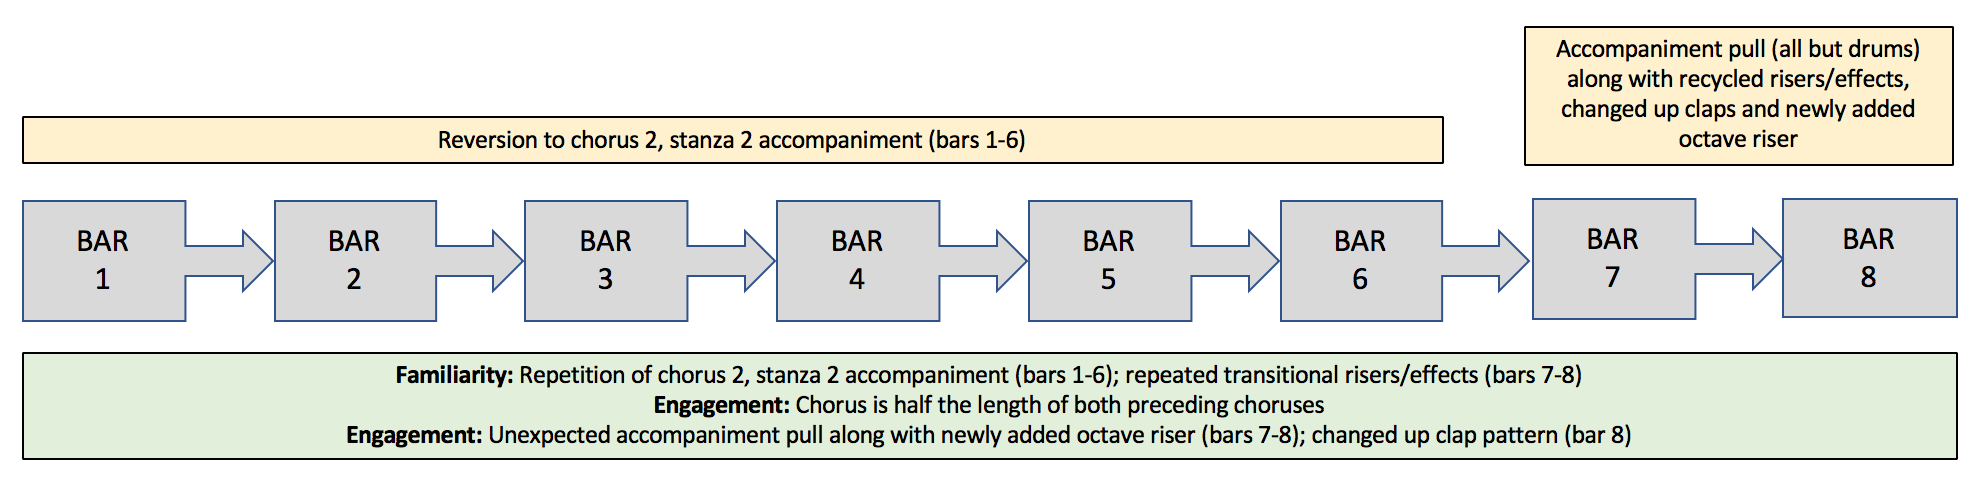 Accompaniment pull (all but drums)
along with recycled risers/effects,
changed up claps and newly added
octave riser
Reversion to chorus 2, stanza 2 accompaniment (bars 1-6)
BAR
1
BAR
2
BAR
3
BAR
4
BAR
5
BAR
6
BAR
7
BAR
8
Familiarity: Repetition of chorus 2, stanza 2 accompaniment (bars 1-6); repeated transitional risers/effects (bars 7-8)
Engagement: Chorus is half the length of both preceding choruses
Engagement: Unexpected accompaniment pull along with newly added octave riser (bars 7-8); changed up clap pattern (bar 8)